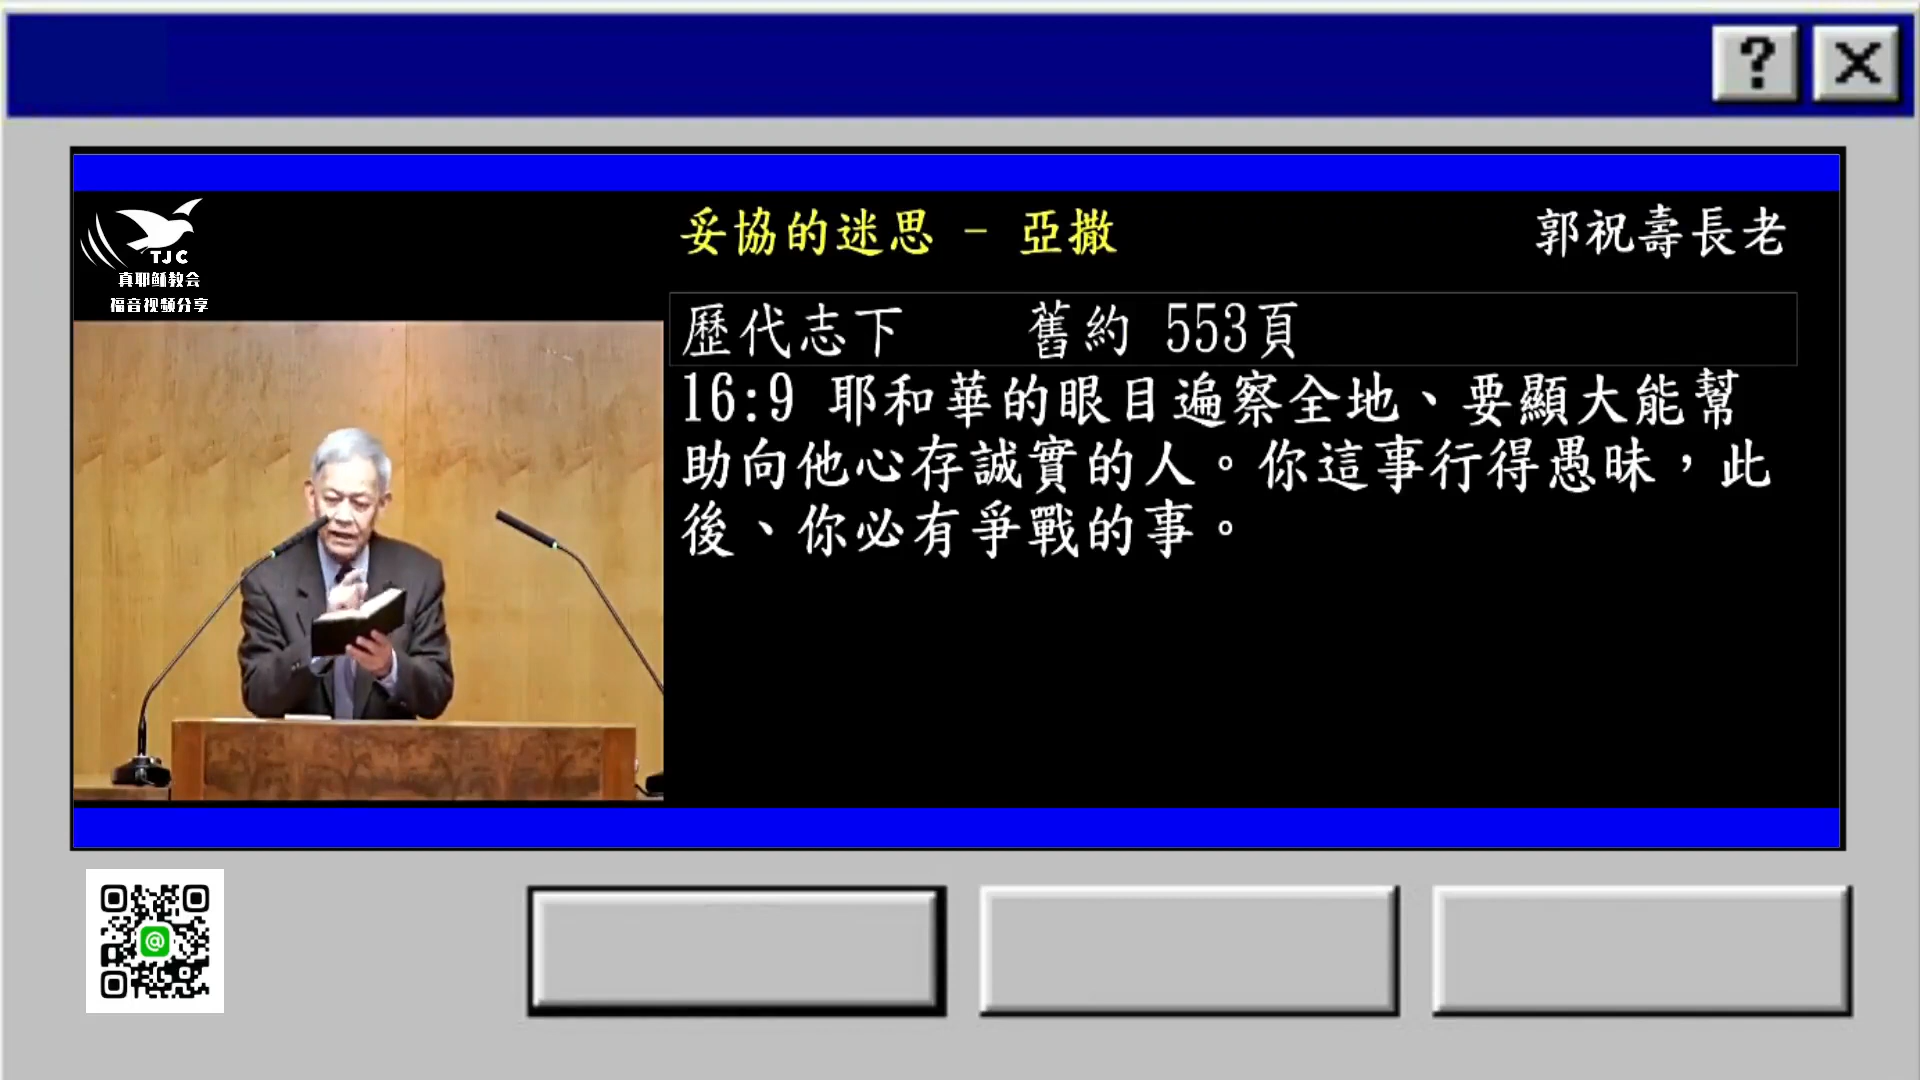 TJC
真耶稣教会
福音视频分享
妥協的迷思 - 亞撒
郭祝壽長老
歷代志下 舊約 553頁
16:9 耶和華的眼目遍察全地、要顯大能幫
助向他心存誠實的人。你這事行得愚昧，此
後、你必有爭戰的事。